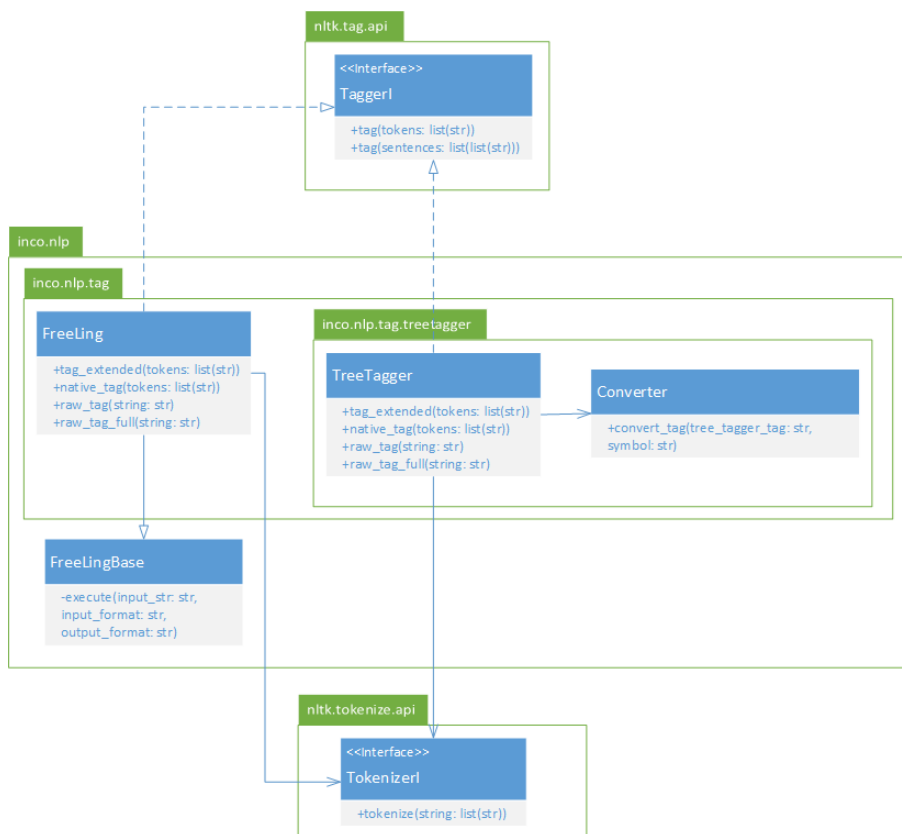 nltk.tag.api
<<Interface>>
TaggerI
+tag(tokens: list(str))
+tag(sentences: list(list(str)))
inco.nlp
inco.nlp.tag
FreeLing
+tag_extended(tokens: list(str))
+native_tag(tokens: list(str))
+raw_tag(string: str)
+raw_tag_full(string: str)
inco.nlp.tag.treetagger
TreeTagger
+tag_extended(tokens: list(str))
+native_tag(tokens: list(str))
+raw_tag(string: str)
+raw_tag_full(string: str)
Converter
+convert_tag(tree_tagger_tag: str,
symbol: str)
FreeLingBase
-execute(input_str: str,
input_format: str,
output_format: str)
nltk.tokenize.api
<<Interface>>
TokenizerI
+tokenize(string: list(str))